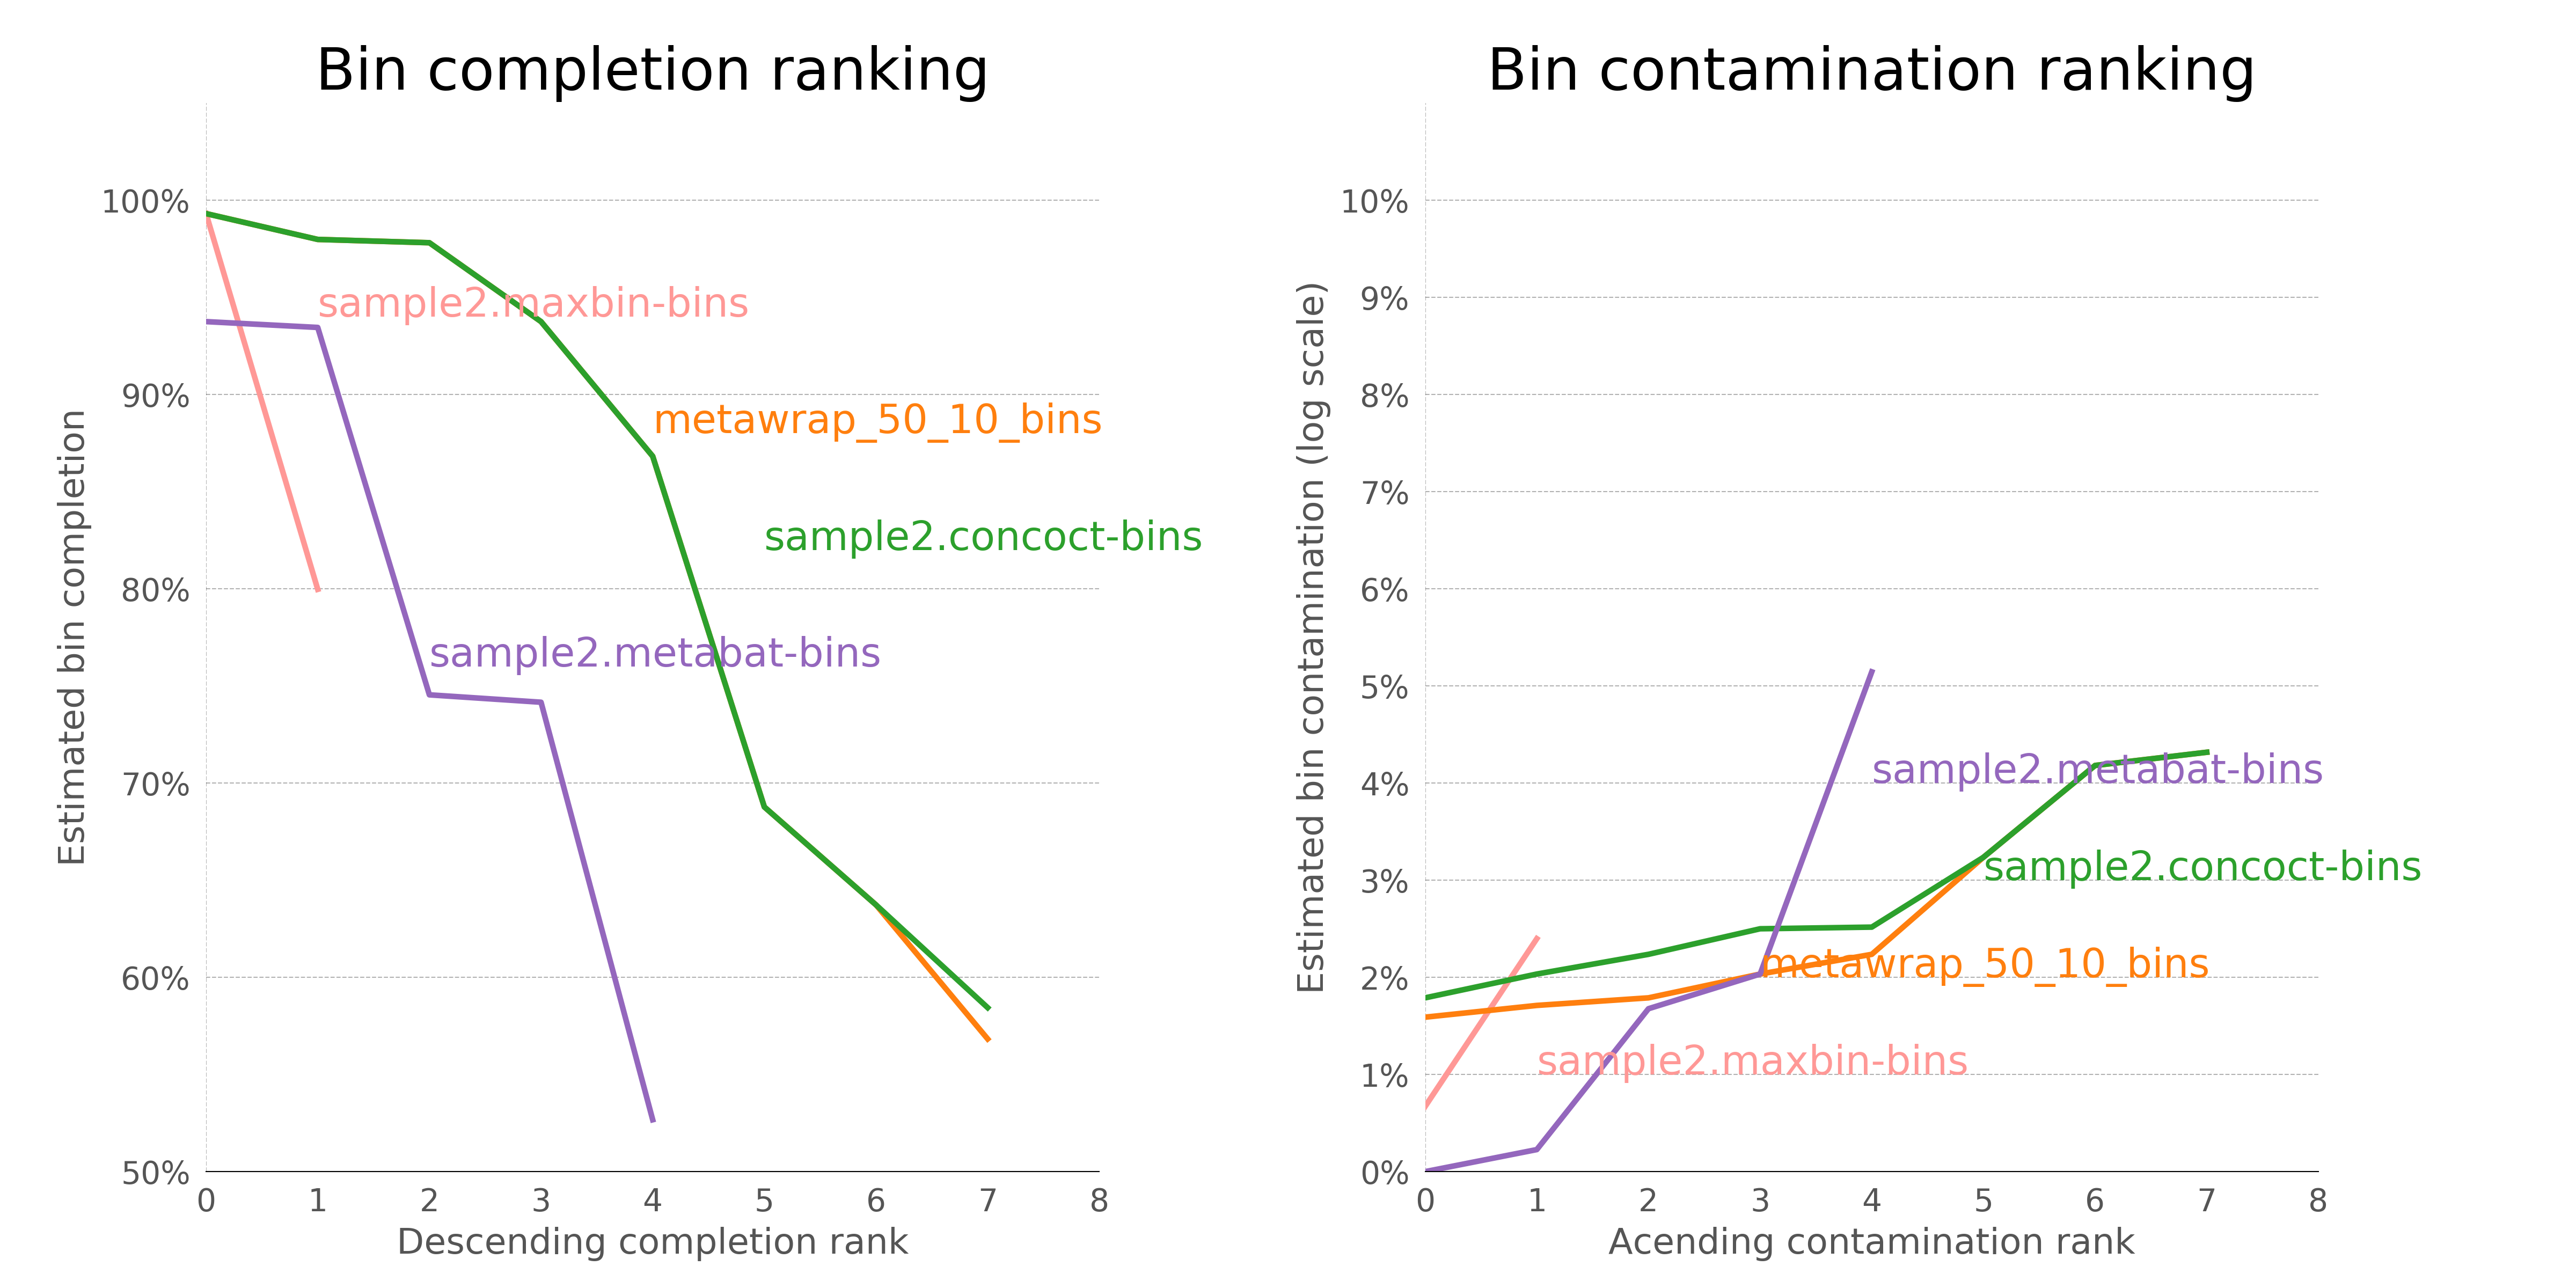 Bin completion ranking
100%
90%
80%
70%
60%
50%
Estimated bin completion
sample2.maxbin-bins
metawrap_50_10_bins
sample2.concoct-bins
sample2.metabat-bins
0 1 2 3 4 5 6 7 8
Descending completion rank
Bin contamination ranking
10%
9%
8%
7%
6%
5%
4%
3%
2%
1%
0%
Estimated bin contamination (log scale)
sample2.metabat-bins
sample2.concoct-bins
metawrap_50_10_bins
sample2.maxbin-bins
0 1 2 3 4 5 6 7 8
Acending contamination rank